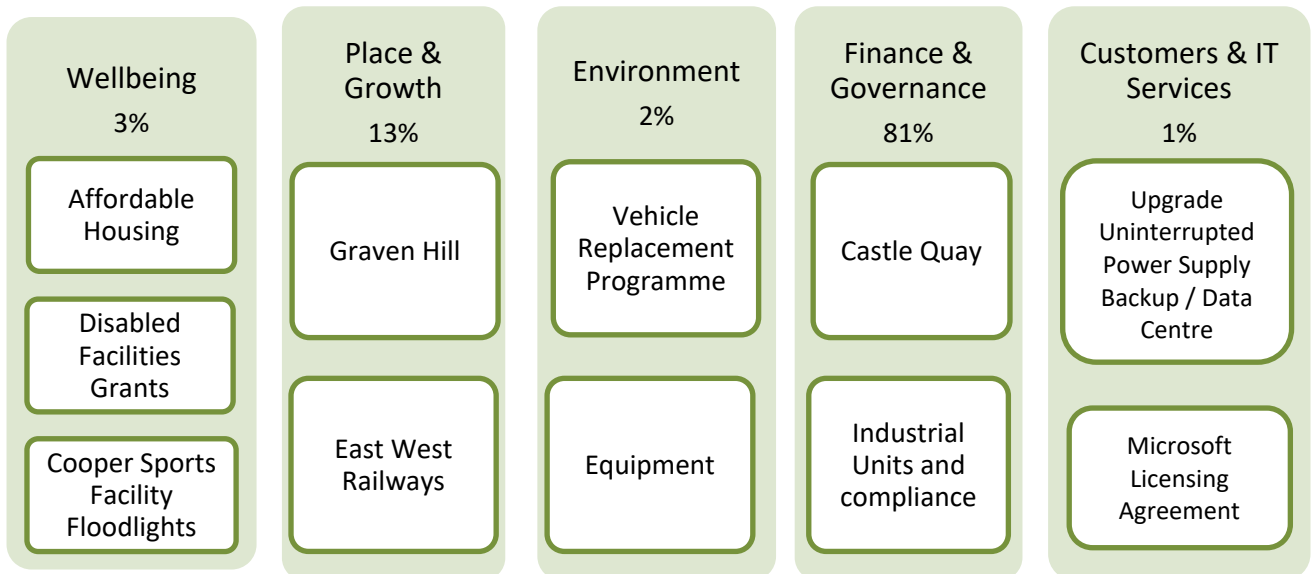 Wellbeing
3%
Affordable
Housing
Disabled
Facilities
Grants
Cooper Sports
Facility
Floodlights
Place &
Growth
13%
Graven Hill
East West
Railways
Environment
2%
Vehicle
Replacement
Programme
Equipment
Finance &
Governance
81%
Castle Quay
Industrial
Units and
compliance
Customers & IT
Services
1%
Upgrade
Uninterrupted
Power Supply
Backup / Data
Centre
Microsoft
Licensing
Agreement